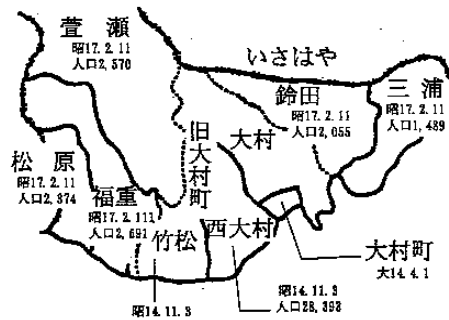 萱瀬
昭17.2.11
人口2,570
いさはや
三浦
昭17.2.11
人口1,489
鈴田
昭17.2.11
人口2,055
大村
旧大村町
松原
昭17.2.11
人口2,374
福重
昭17.2.111
人口2,691
竹松
西大村
大村町
大14.4.1
昭14.11.3
昭14.11.3
人口28,393